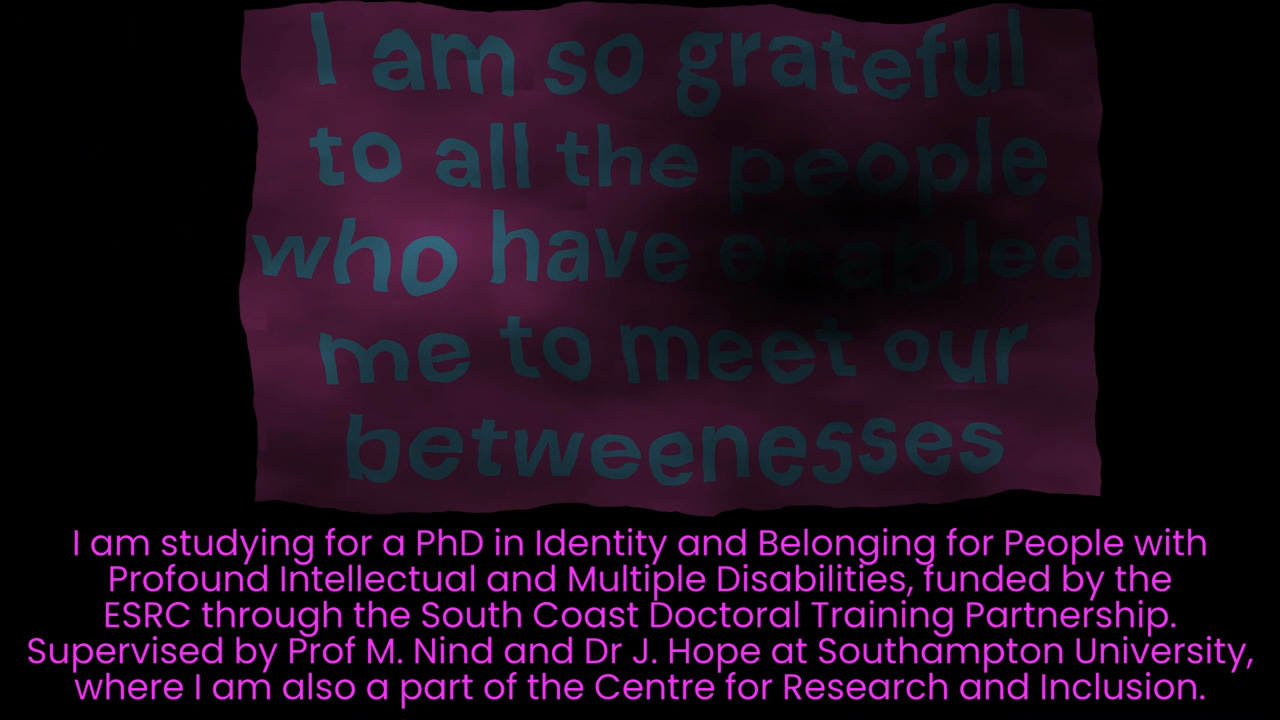 I am so grateful
to all the people
who have enabled
me to meet our
betweenesses
I am studying for a PhD in Identity and Belonging for People with
Profound Intellectual and Multiple Disabilities, funded by the
ESRC through the South Coast Doctoral Training Partnership.
Supervised by Prof M. Nind and Dr J. Hope at Southampton University,
where I am also a part of the Centre for Research and Inclusion.